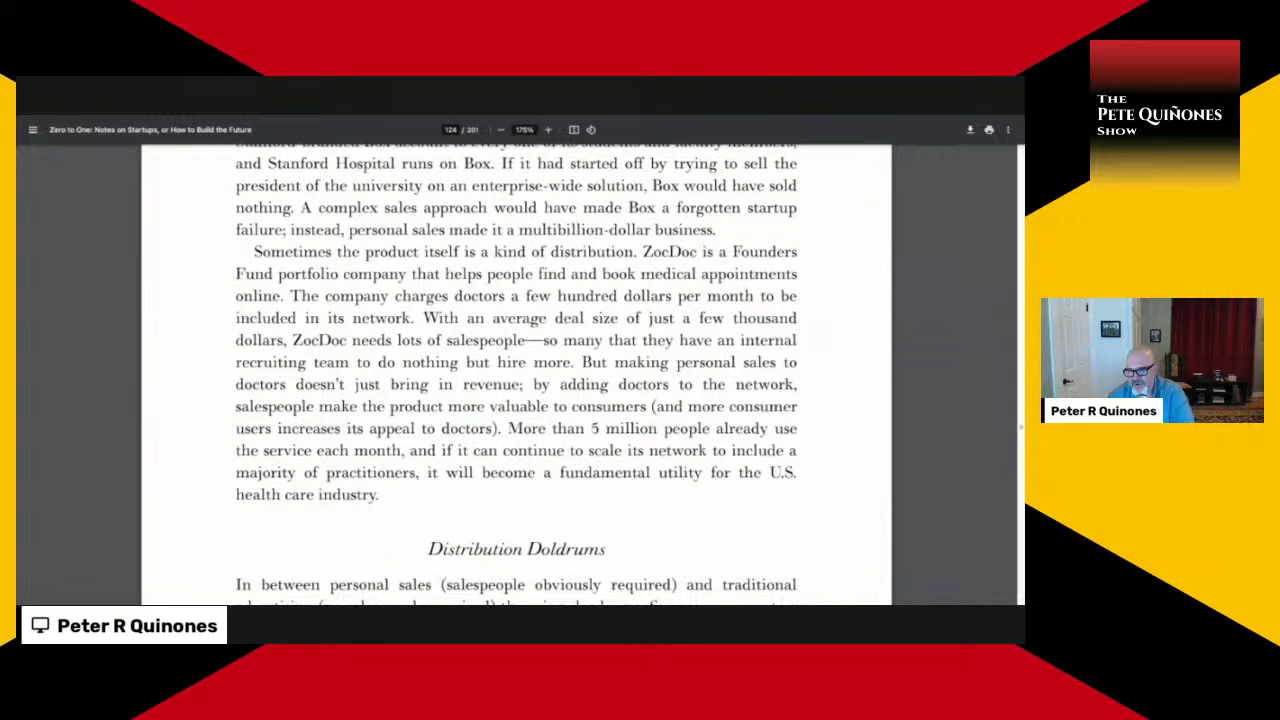 THE
PETE QUIÑONES
SHOW
Zero to One: Notes on Startups, or How to Build the Future
124 / 201
175%
and Stanford Hospital runs on Box. If it had started off by trying to sell the
president of the university on an enterprise-wide solution, Box would have sold
nothing. A complex sales approach would have made Box a forgotten startup
failure; instead, personal sales made it a multibillion-dollar business.
Sometimes the product itself is a kind of distribution. ZocDoc is a Founders
Fund portfolio company that helps people find and book medical appointments
online. The company charges doctors a few hundred dollars per month to be
included in its network. With an average deal size of just a few thousand
dollars, ZocDoc needs lots of salespeople—so many that they have an internal
recruiting team to do nothing but hire more. But making personal sales to
doctors doesn't just bring in revenue; by adding doctors to the network,
salespeople make the product more valuable to consumers (and more consumer
users increases its appeal to doctors). More than 5 million people already use
the service each month, and if it can continue to scale its network to include a
majority of practitioners, it will become a fundamental utility for the U.S.
health care industry.
Distribution Doldrums
In between personal sales (salespeople obviously required) and traditional
Peter R Quinones
Peter R Quinones